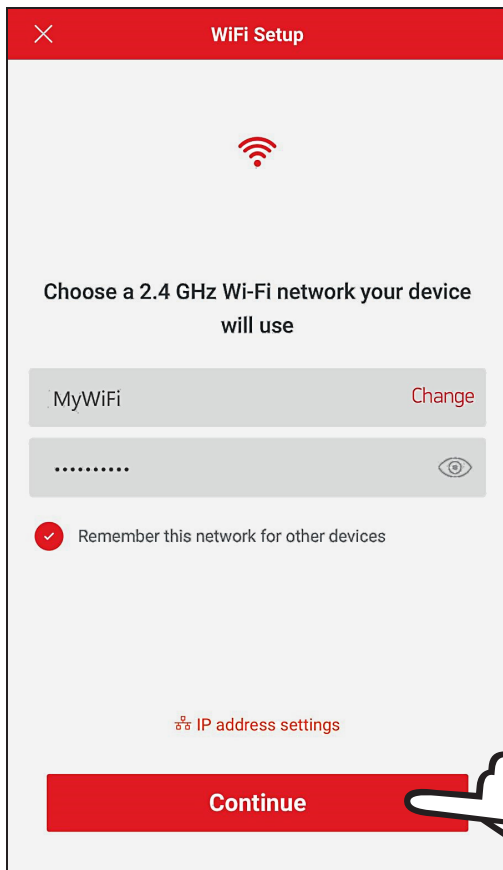 WiFi Setup
Choose a 2.4 GHz Wi-Fi network your device
will use
MyWiFi Change
••••••••••
Remember this network for other devices
IP address settings
Continue